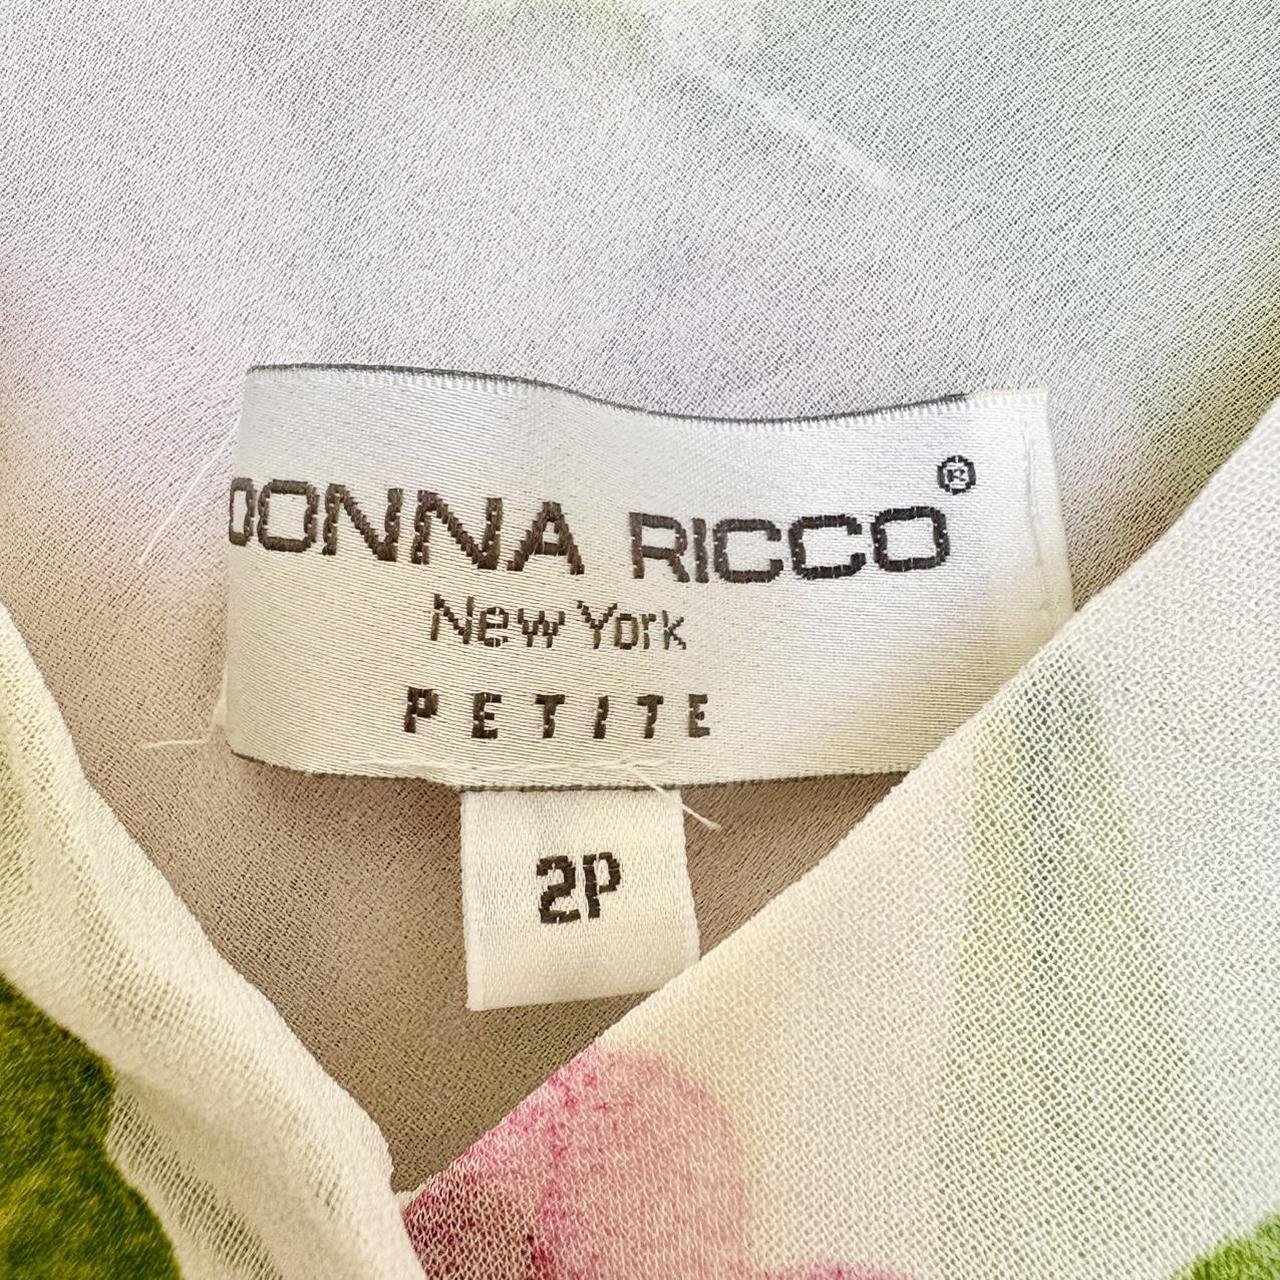 DONNA RICCO®
New York
PETITE
2P